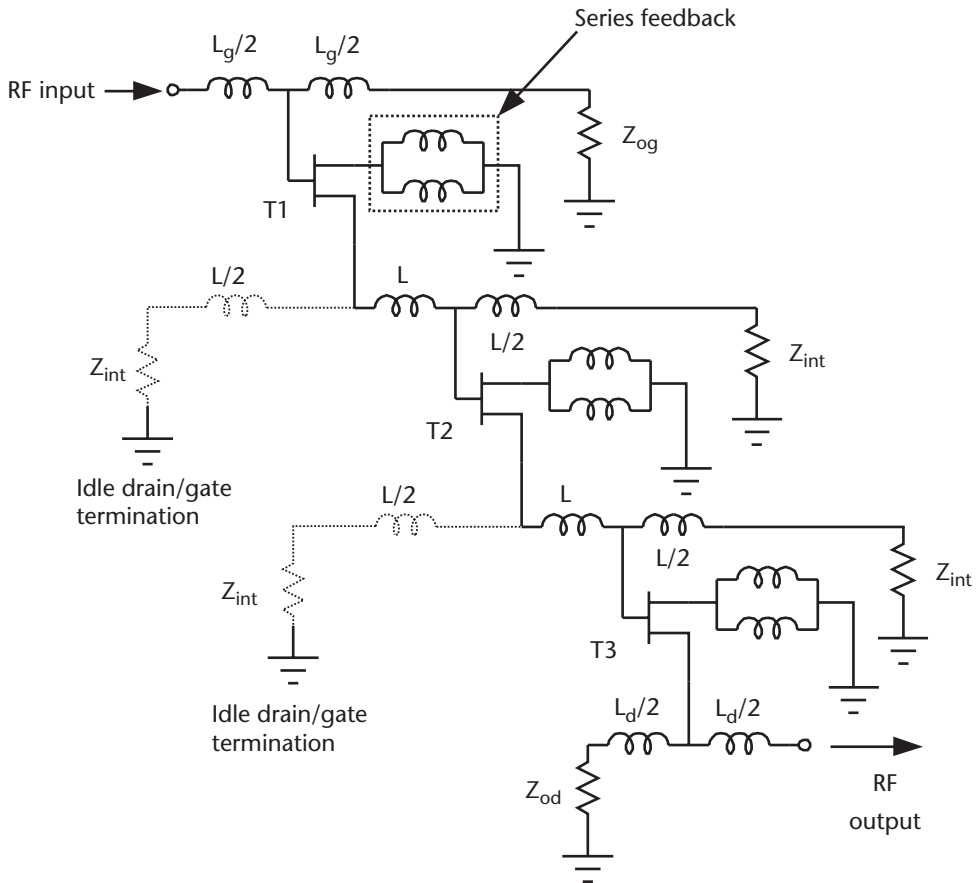 Series feedback
Lg/2
Lg/2
RF input
Zog
T1
L/2
L
L/2
Zint
Zint
T2
Idle drain/gate
termination
L/2
L
L/2
Zint
Zint
T3
Idle drain/gate
termination
Ld/2
Ld/2
Zod
RF
output